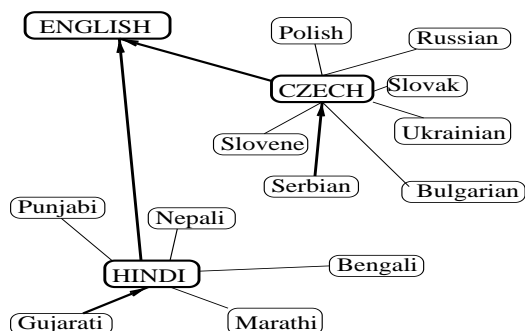 ENGLISH
Polish
Russian
CZECH
Slovak
Ukrainian
Slovene
Serbian
Bulgarian
Punjabi
Nepali
HINDI
Bengali
Gujarati
Marathi